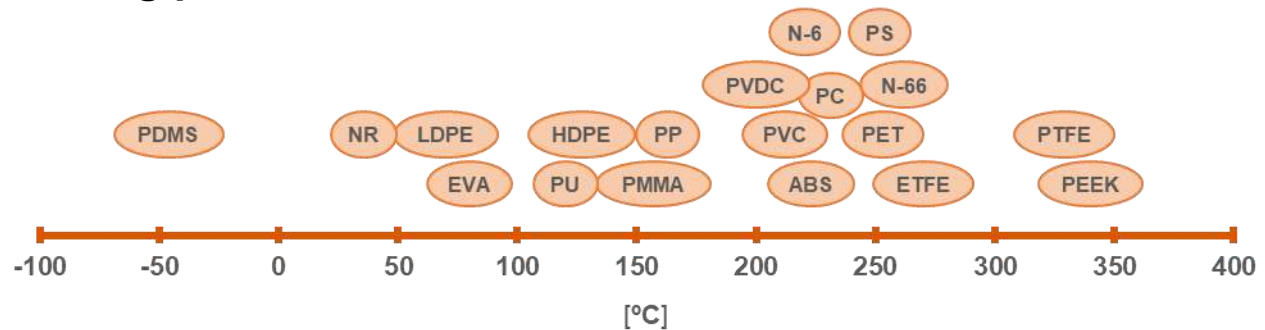 N-6 PS
PVDC PC N-66
PDMS NR LDPE HDPE PP PVC PET PTFE
EVA PU PMMA ABS ETFE PEEK
-100 -50 0 50 100 150 200 250 300 350 400
[ºC]